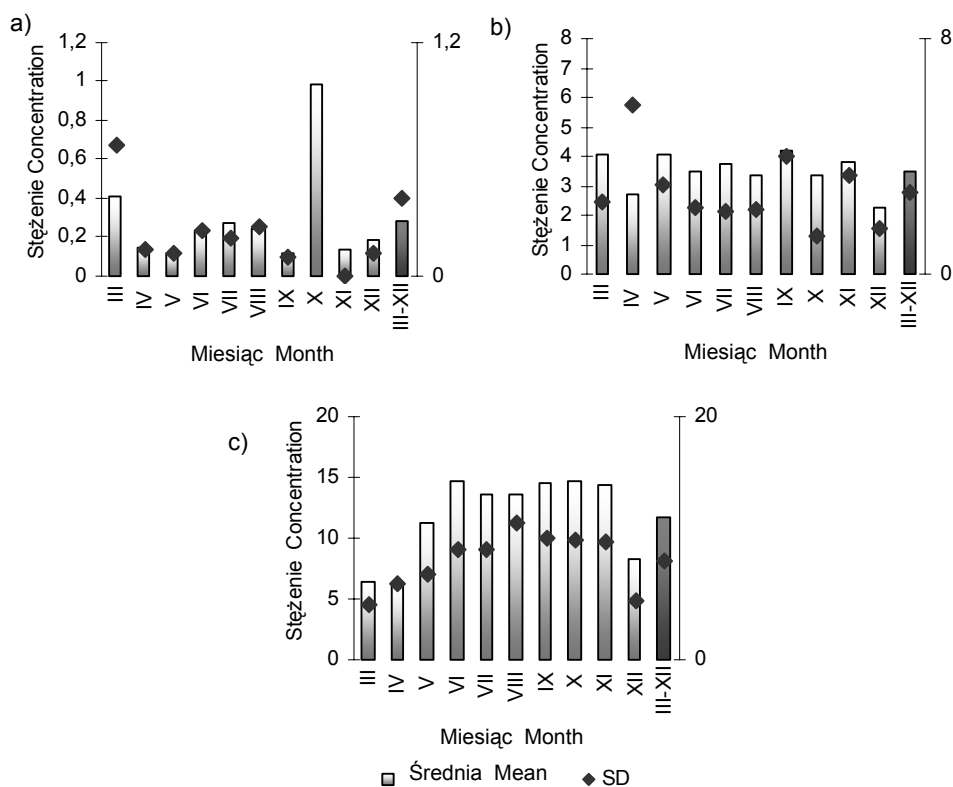 a)
1,2
1
0,8
0,6
0,4
0,2
0
Stężenie Concentration
1,2
0
III IV V VI VII VIII IX X XI XII III-XII
Miesiąc Month
b)
8
7
6
5
4
3
2
1
0
Stężenie Concentration
8
0
III IV V VI VII VIII IX X XI XII III-XII
Miesiąc Month
c)
20
15
10
5
0
Stężenie Concentration
20
0
III IV V VI VII VIII IX X XI XII III-XII
Miesiąc Month
Średnia Mean SD